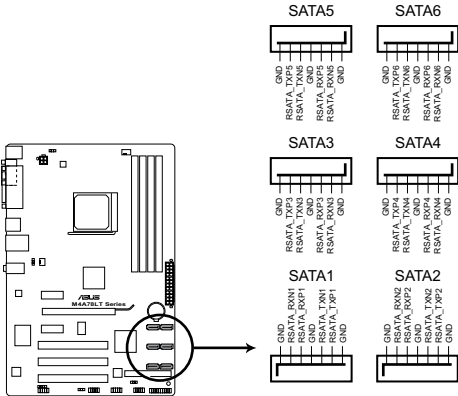 SATA5
GND
RSATA_TXP5
RSATA_TXN5
GND
RSATA_RXP5
RSATA_RXN5
GND
SATA6
GND
RSATA_TXP6
RSATA_TXN6
GND
RSATA_RXP6
RSATA_RXN6
GND
SATA3
GND
RSATA_TXP3
RSATA_TXN3
GND
RSATA_RXP3
RSATA_RXN3
GND
SATA4
GND
RSATA_TXP4
RSATA_TXN4
GND
RSATA_RXP4
RSATA_RXN4
GND
SATA1
GND
RSATA_RXN1
RSATA_RXP1
GND
RSATA_TXN1
RSATA_TXP1
GND
SATA2
GND
RSATA_RXN2
RSATA_RXP2
GND
RSATA_TXN2
RSATA_TXP2
GND
ASUS
M4A78LT Series